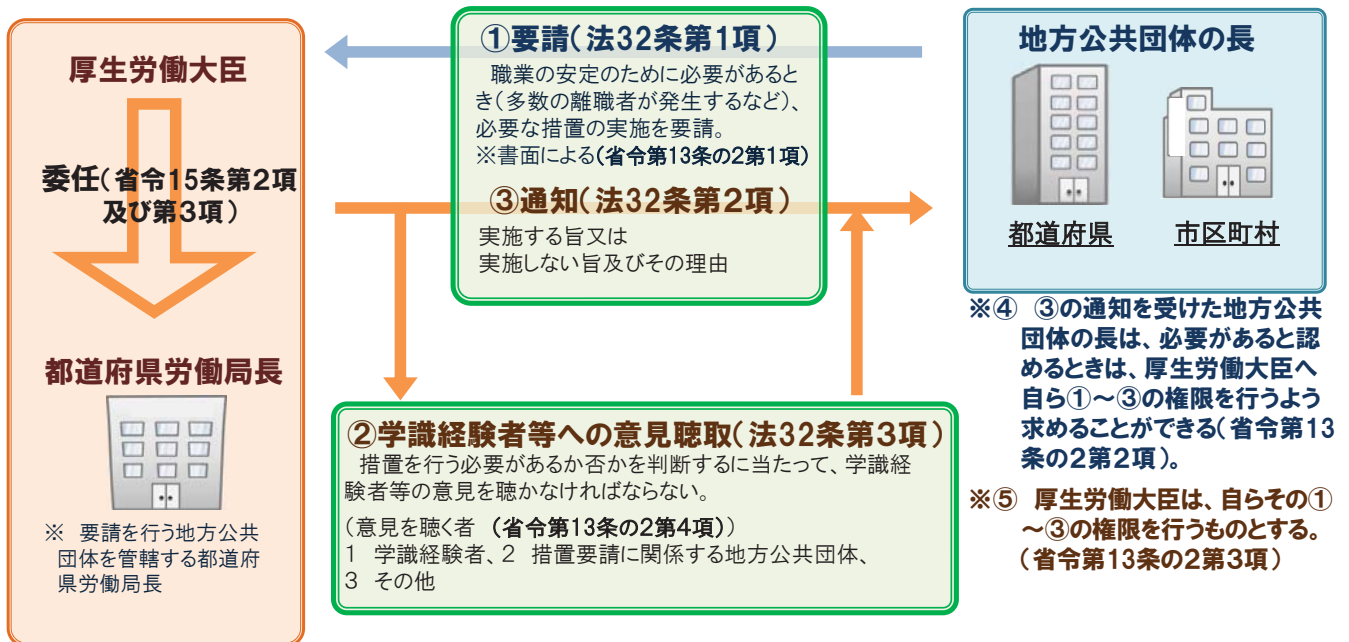 厚生労働大臣
委任(省令15条第2項
及び第3項)
都道府県労働局長
※ 要請を行う地方公共
団体を管轄する都道府
県労働局長
①要請(法32条第1項)
職業の安定のために必要があると
き(多数の離職者が発生するなど)、
必要な措置の実施を要請。
※書面による(省令第13条の2第1項)
③通知(法32条第2項)
実施する旨又は
実施しない旨及びその理由
②学識経験者等への意見聴取(法32条第3項)
措置を行う必要があるか否かを判断するに当たって、学識経
験者等の意見を聴かなければならない。
(意見を聴く者 (省令第13条の2第4項))
1 学識経験者、2 措置要請に関係する地方公共団体、
3 その他
地方公共団体の長
都道府県 市区町村
※④ ③の通知を受けた地方公共
団体の長は、必要があると認
めるときは、厚生労働大臣へ
自ら①～③の権限を行うよう
求めることができる(省令第13
条の2第2項)。
※⑤ 厚生労働大臣は、自らその①
～③の権限を行うものとする。
(省令第13条の2第3項)